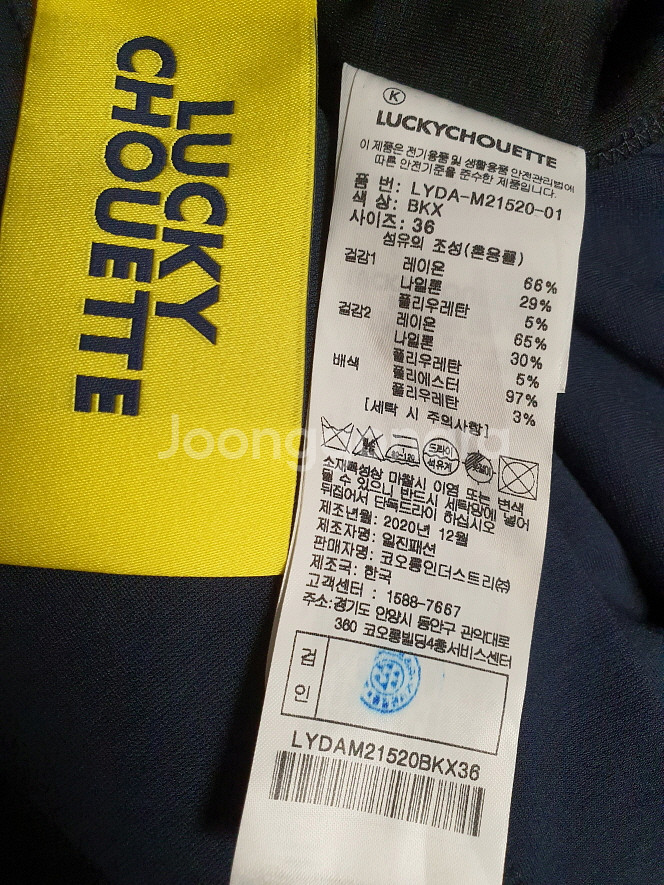 LUCKY
CHOUETTE
K
LUCKYCHOUETTE
이 제품은 전기용품 및 생활용품 안전관리법에
따른 안전기준을 준수한 제품입니다.
품 번: LYDA-M21520-01
색 상: BKX
사이즈: 36
섬유의 조성(혼용률)
겉감1 레이온 66%
나일론 29%
폴리우레탄 5%
겉감2 레이온 65%
나일론 30%
폴리우레탄 5%
배색 폴리에스터 97%
폴리우레탄 3%
[세탁 시 주의사항]
드라이
석유계
소재특성상 마찰시 이염 또는 변색
될 수 있으니 반드시 세탁망에 넣어
뒤집어서 단독드라이 하십시오
제조년월: 2020년 12월
제조자명: 일진패션
판매자명: 코오롱인더스트리㈜
제조국: 한국
고객센터 : 1588-7667
주소:경기도 안양시 동안구 관악대로
360 코오롱빌딩4층서비스센터
검
인
LYDAM21520BKX36